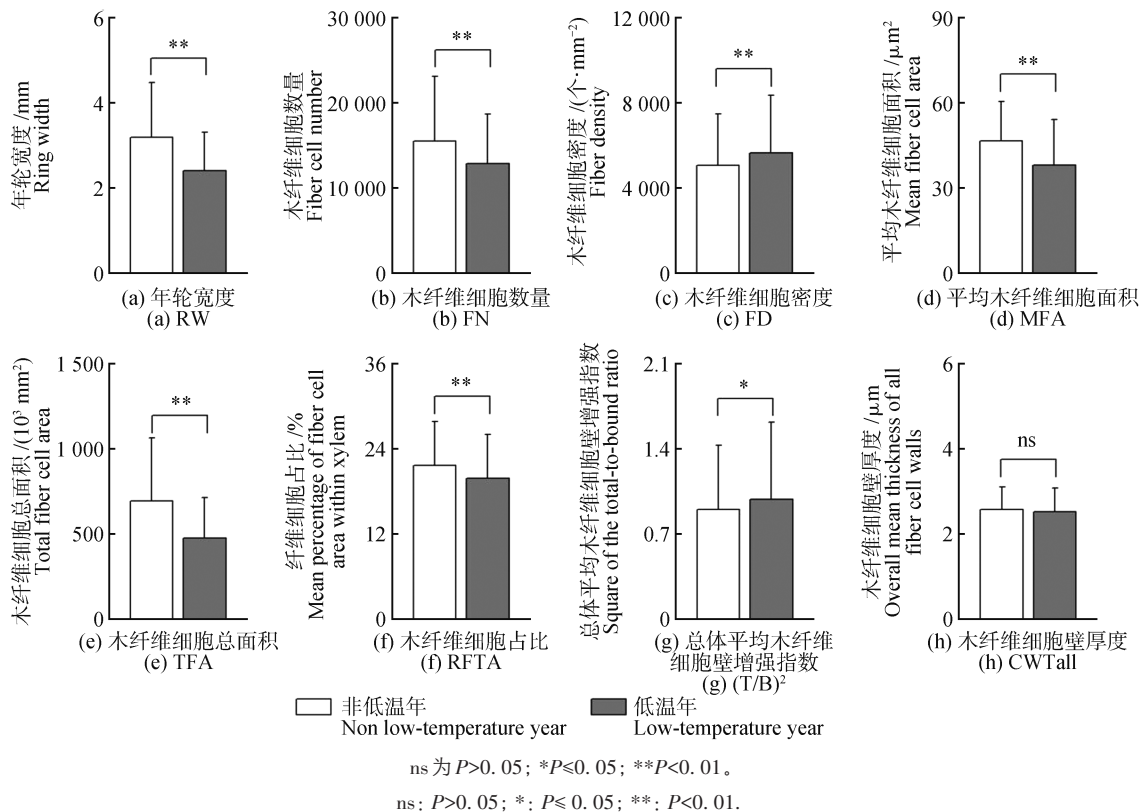 年轮宽度 /mm
Ring width
6
4
2
0
**
(a) 年轮宽度
(a) RW
木纤维细胞数量
Fiber cell number
30 000
20 000
10 000
0
**
(b) 木纤维细胞数量
(b) FN
木纤维细胞密度 /(个·mm⁻²)
Fiber density
12 000
8 000
4 000
0
**
(c) 木纤维细胞密度
(c) FD
平均木纤维细胞面积 /μm²
Mean fiber cell area
90
60
30
0
**
(d) 平均木纤维细胞面积
(d) MFA
木纤维细胞总面积 /(10³ mm²)
Total fiber cell area
1 500
1 000
500
0
**
(e) 木纤维细胞总面积
(e) TFA
纤维细胞占比 /%
Mean percentage of fiber cell
area within xylem
36
24
12
0
**
(f) 木纤维细胞占比
(f) RFTA
总体平均木纤维细胞壁增强指数
Square of the total-to-bound ratio
2.1
1.4
0.7
0
*
(g) 总体平均木纤维
细胞壁增强指数
(g) (T/B)²
木纤维细胞壁厚度 /μm
Overall mean thickness of all
fiber cell walls
6
4
2
0
ns
(h) 木纤维细胞壁厚度
(h) CWTall
非低温年
Non low-temperature year
低温年
Low-temperature year
ns为P>0.05; *P≤0.05; **P<0.01。
ns: P>0.05; *: P≤0.05; **: P<0.01.